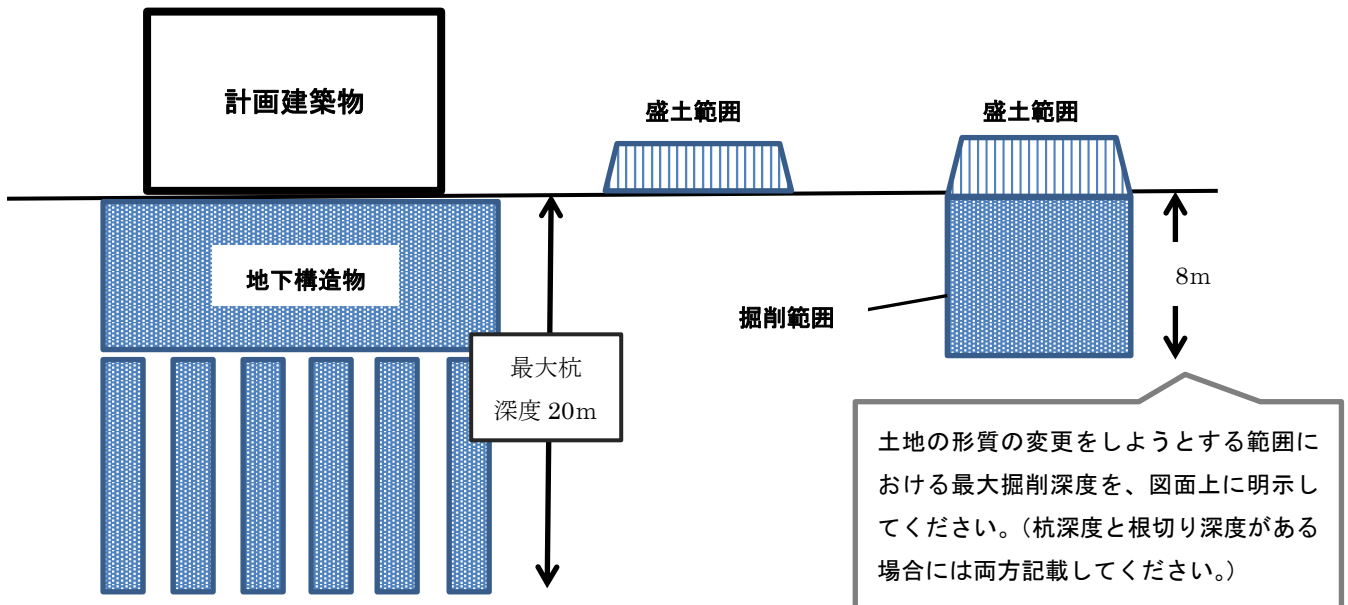 計画建築物
盛土範囲
盛土範囲
地下構造物
掘削範囲
8m
最大杭
深度 20m
土地の形質の変更をしようとする範囲に
おける最大掘削深度を、図面上に明示し
てください。（杭深度と根切り深度がある
場合には両方記載してください。）